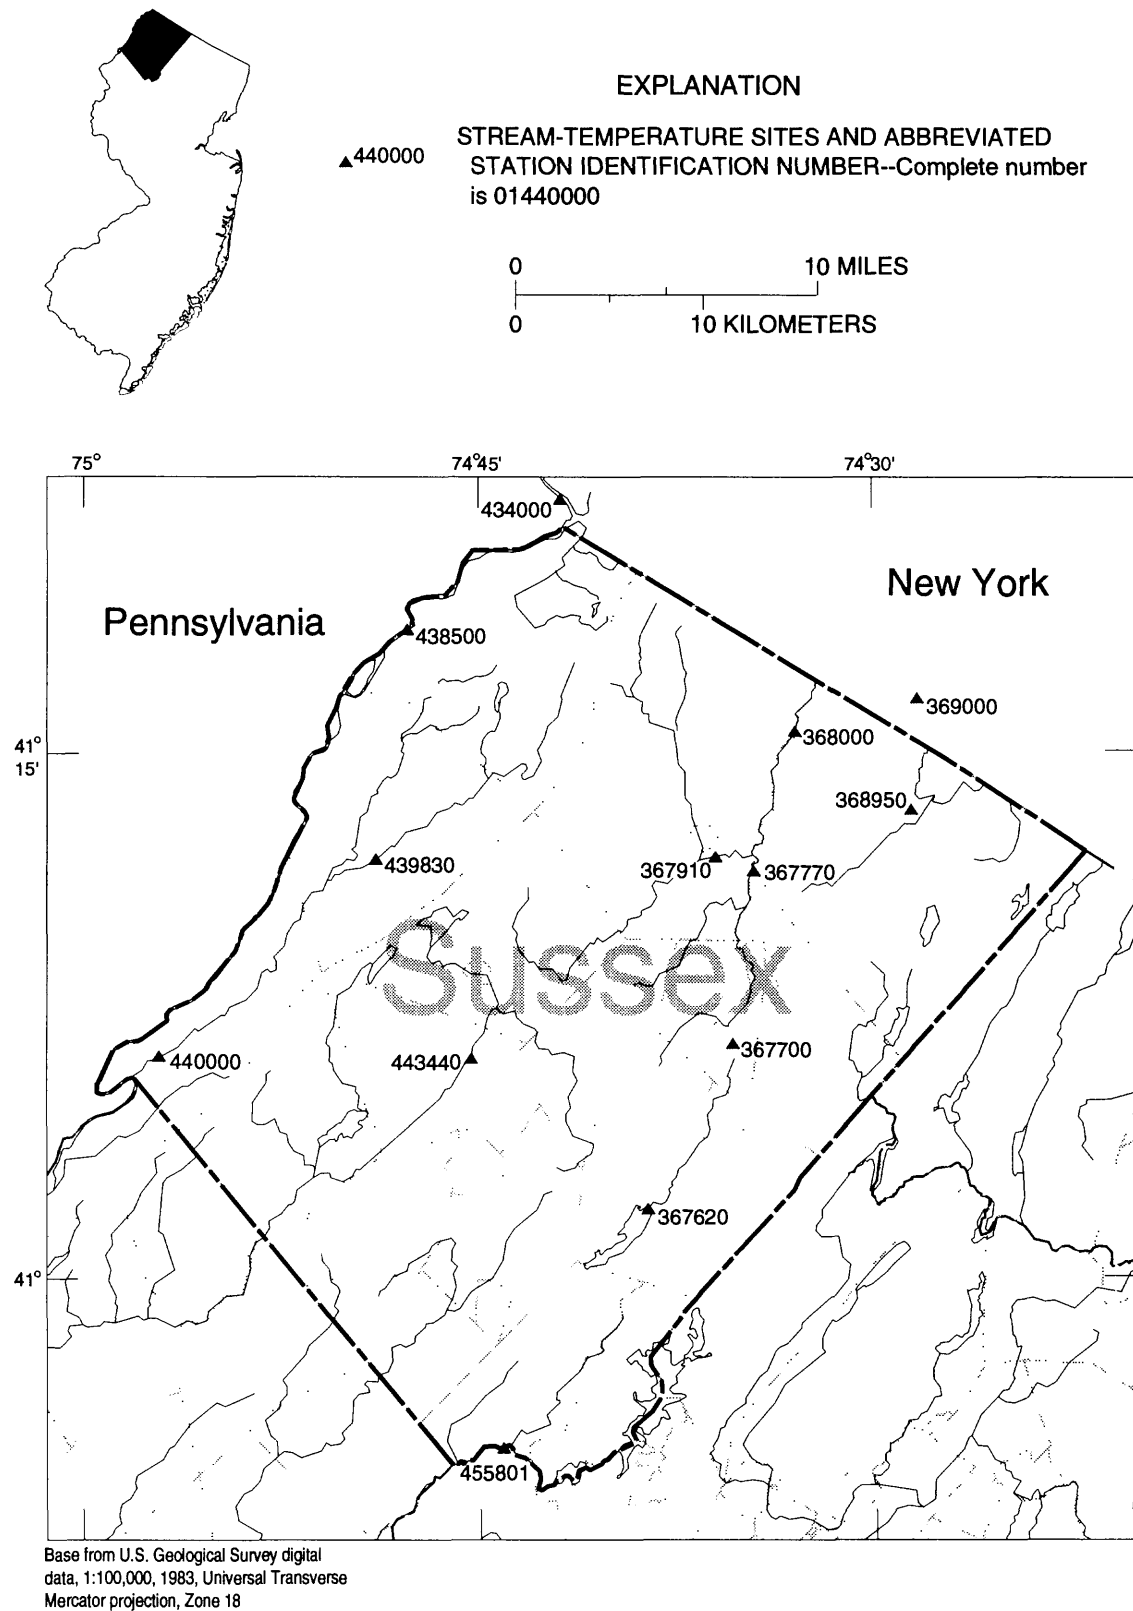 EXPLANATION
440000
STREAM-TEMPERATURE SITES AND ABBREVIATED
STATION IDENTIFICATION NUMBER--Complete number
is 01440000
0 10 MILES
0 10 KILOMETERS
75° 74°45' 74°30'
434000
New York
Pennsylvania
438500
369000
368000
41°
15'
368950
439830
367910
367770
Sussex
440000
443440
367700
367620
41°
455801
Base from U.S. Geological Survey digital
data, 1:100,000, 1983, Universal Transverse
Mercator projection, Zone 18